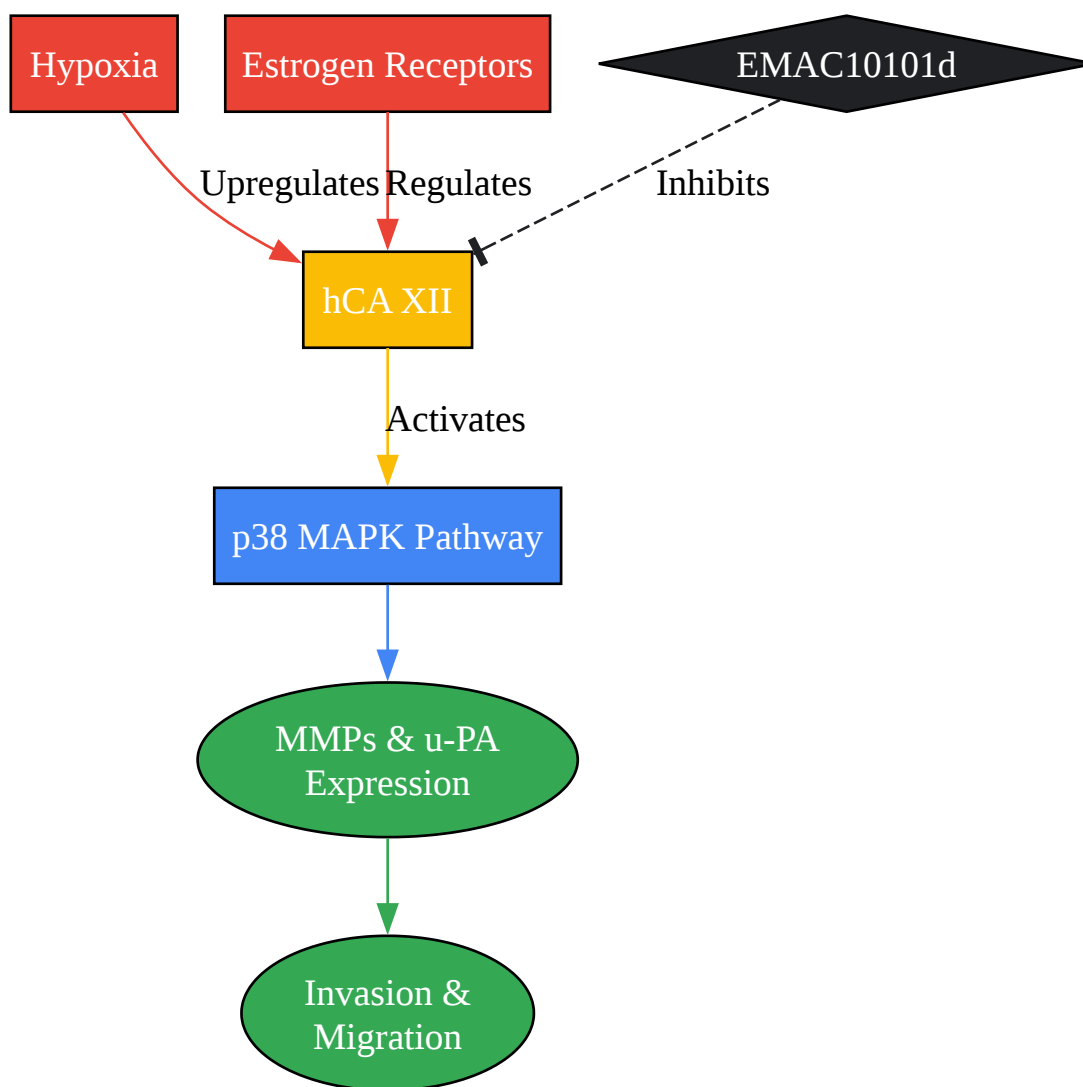 Hypoxia
Estrogen Receptors
EMAC10101d
Upregulates
Regulates
Inhibits
hCA XII
Activates
p38 MAPK Pathway
MMPs & u-PA
Expression
Invasion &
Migration